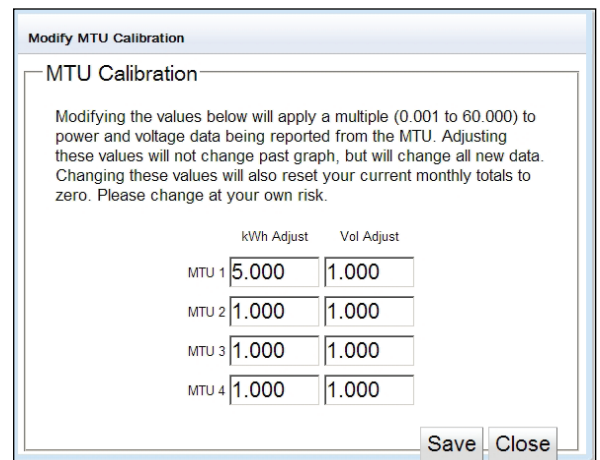 Modify MTU Calibration
MTU Calibration
Modifying the values below will apply a multiple (0.001 to 60.000) to
power and voltage data being reported from the MTU. Adjusting
these values will not change past graph, but will change all new data.
Changing these values will also reset your current monthly totals to
zero. Please change at your own risk.
kWh Adjust Vol Adjust
MTU 1 5.000 1.000
MTU 2 1.000 1.000
MTU 3 1.000 1.000
MTU 4 1.000 1.000
Save Close